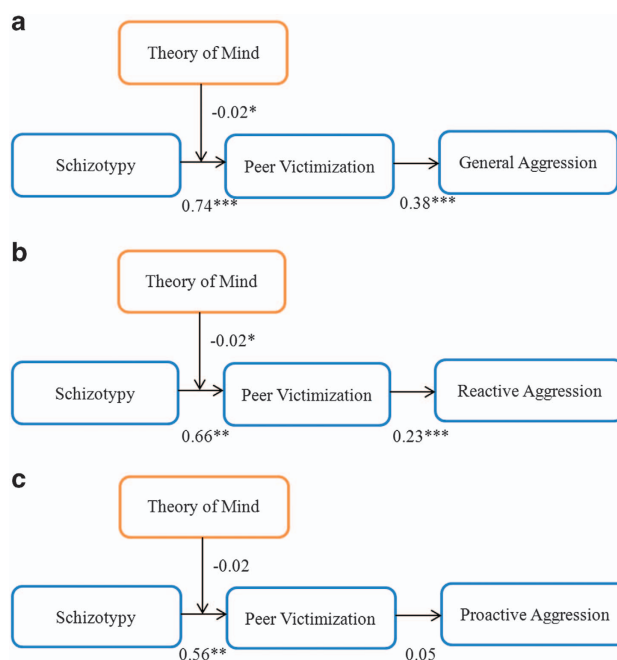 a
Theory of Mind
-0.02*
Schizotypy
Peer Victimization
General Aggression
0.74***
0.38***
b
Theory of Mind
-0.02*
Schizotypy
Peer Victimization
Reactive Aggression
0.66**
0.23***
c
Theory of Mind
-0.02
Schizotypy
Peer Victimization
Proactive Aggression
0.56**
0.05